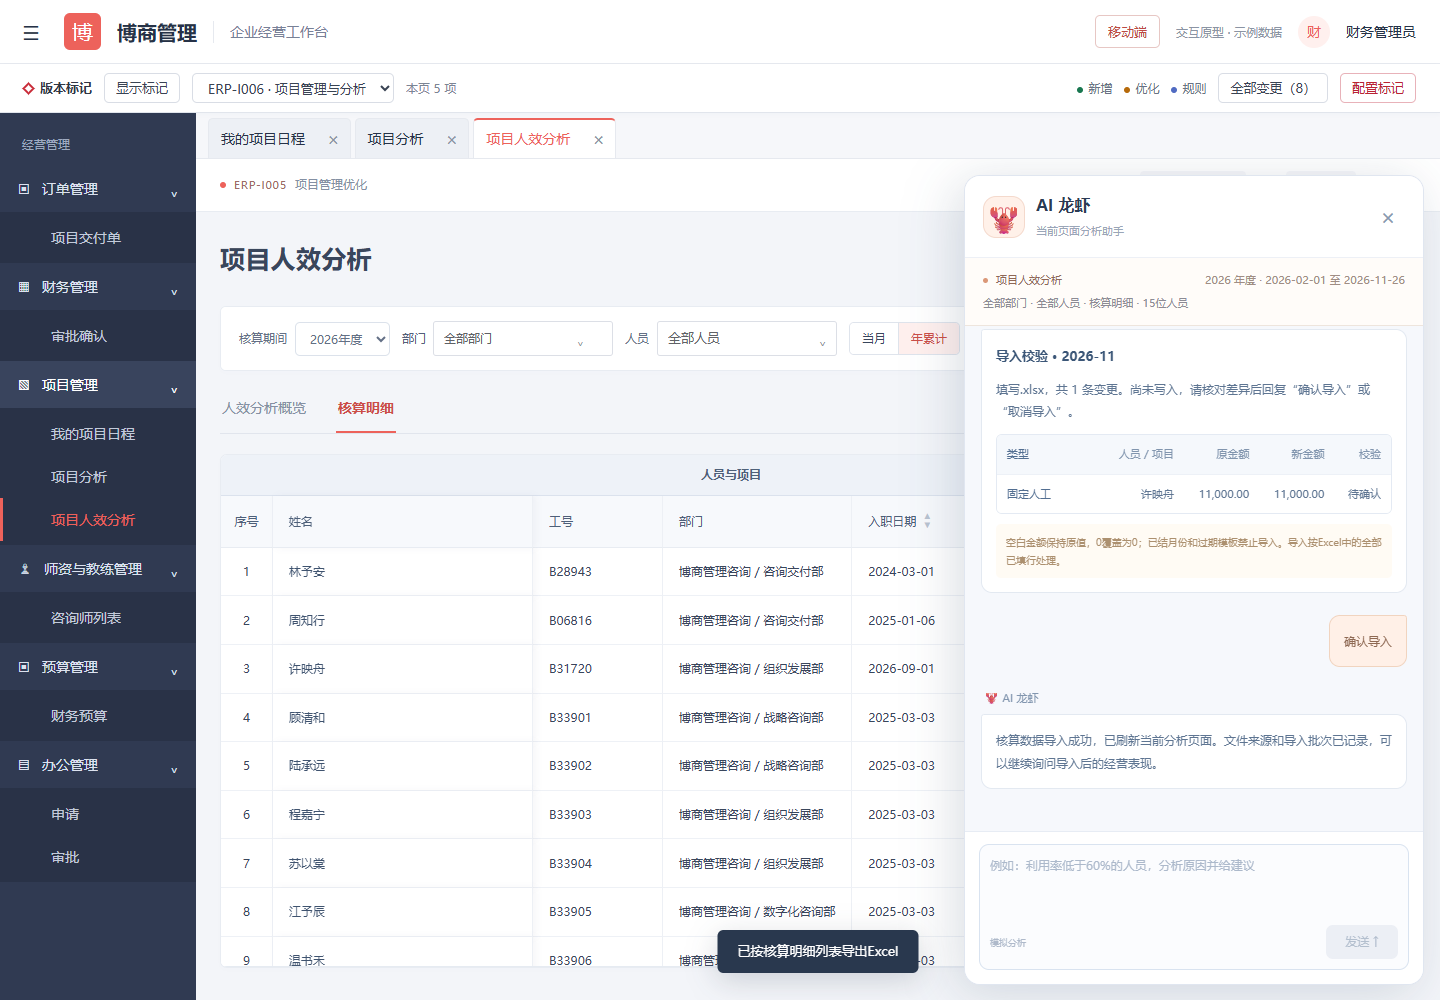 ☰ 博 博商管理 企业经营工作台 移动端 交互原型 · 示例数据 财 财务管理员
版本标记 显示标记 ERP-I006 · 项目管理与分析 本页 5 项 新增 优化 规则 全部变更（8） 配置标记
经营管理
订单管理
项目交付单
财务管理
审批确认
项目管理
我的项目日程
项目分析
项目人效分析
师资与教练管理
咨询师列表
预算管理
财务预算
办公管理
申请
审批
我的项目日程 × 项目分析 × 项目人效分析 ×
ERP-I005 项目管理优化
项目人效分析
核算期间 2026年度 部门 全部部门 人员 全部人员 当月 年累计
人效分析概览 核算明细
人员与项目
序号 姓名 工号 部门 入职日期
1 林予安 B28943 博商管理咨询 / 咨询交付部 2024-03-01
2 周知行 B06816 博商管理咨询 / 咨询交付部 2025-01-06
3 许映舟 B31720 博商管理咨询 / 组织发展部 2026-09-01
4 顾清和 B33901 博商管理咨询 / 战略咨询部 2025-03-03
5 陆承远 B33902 博商管理咨询 / 战略咨询部 2025-03-03
6 程嘉宁 B33903 博商管理咨询 / 组织发展部 2025-03-03
7 苏以棠 B33904 博商管理咨询 / 组织发展部 2025-03-03
8 江予辰 B33905 博商管理咨询 / 数字化咨询部 2025-03-03
9 温书禾 B33906 博商管 -03
已按核算明细列表导出Excel
AI 龙虾 ×
当前页面分析助手
项目人效分析 2026 年度 · 2026-02-01 至 2026-11-26
全部部门 · 全部人员 · 核算明细 · 15位人员
导入校验 • 2026-11
填写.xlsx，共 1 条变更。尚未写入，请核对差异后回复“确认导入”或
“取消导入”。
类型 人员 / 项目 原金额 新金额 校验
固定人工 许映舟 11,000.00 11,000.00 待确认
空白金额保持原值，0覆盖为0；已结月份和过期模板禁止导入。导入按Excel中的全部
已填行处理。
确认导入
AI 龙虾
核算数据导入成功，已刷新当前分析页面。文件来源和导入批次已记录，可
以继续询问导入后的经营表现。
例如：利用率低于60%的人员，分析原因并给建议
模拟分析 发送 ↑